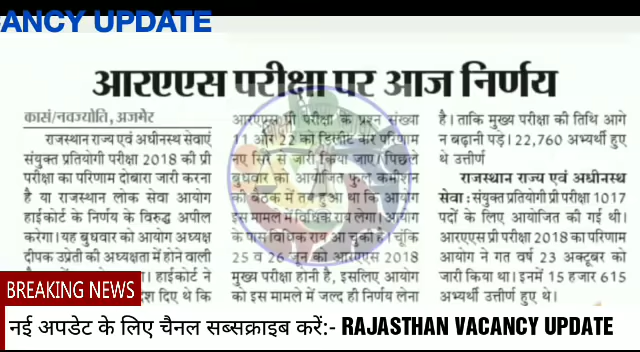 ANCY UPDATE
आरएएस परीक्षा पर आज निर्णय
कासं/नवज्योति, अजमेर
राजस्थान राज्य एवं अधीनस्थ सेवाएं
संयुक्त प्रतियोगी परीक्षा 2018 की प्री
परीक्षा का परिणाम दोबारा जारी करना
है या राजस्थान लोक सेवा आयोग
हाईकोर्ट के निर्णय के विरुद्ध अपील
करेगा। यह बुधवार को आयोग अध्यक्ष
दीपक उप्रेती की अध्यक्षता में होने वाली
। हाईकोर्ट ने
दिए थे कि
आरएएस प्री परीक्षा के प्रश्न संख्या
11 और 22 को डिलीट कर परिणाम
नए सिरे से जारी किया जाए। पिछले
बुधवार को आयोजित फुल कमीशन
की बैठक में तय हुआ था कि आयोग
इस मामले में विधिक राय लेगा। आयोग
के पास विधिक राय आ चुकी है। चूंकि
25 व 26 जून को आरएएस 2018
मुख्य परीक्षा होनी है, इसलिए आयोग
को इस मामले में जल्द ही निर्णय लेना
है। ताकि मुख्य परीक्षा की तिथि आगे
न बढ़ानी पड़े। 22,760 अभ्यर्थी हुए
थे उत्तीर्ण
राजस्थान राज्य एवं अधीनस्थ
सेवा : संयुक्त प्रतियोगी प्री परीक्षा 1017
पदों के लिए आयोजित की गई थी।
आरएएस प्री परीक्षा 2018 का परिणाम
आयोग ने गत वर्ष 23 अक्टूबर को
जारी किया था। इनमें 15 हजार 615
अभ्यर्थी उत्तीर्ण हुए थे।
BREAKING NEWS
नई अपडेट के लिए चैनल सब्सक्राइब करें:- RAJASTHAN VACANCY UPDATE